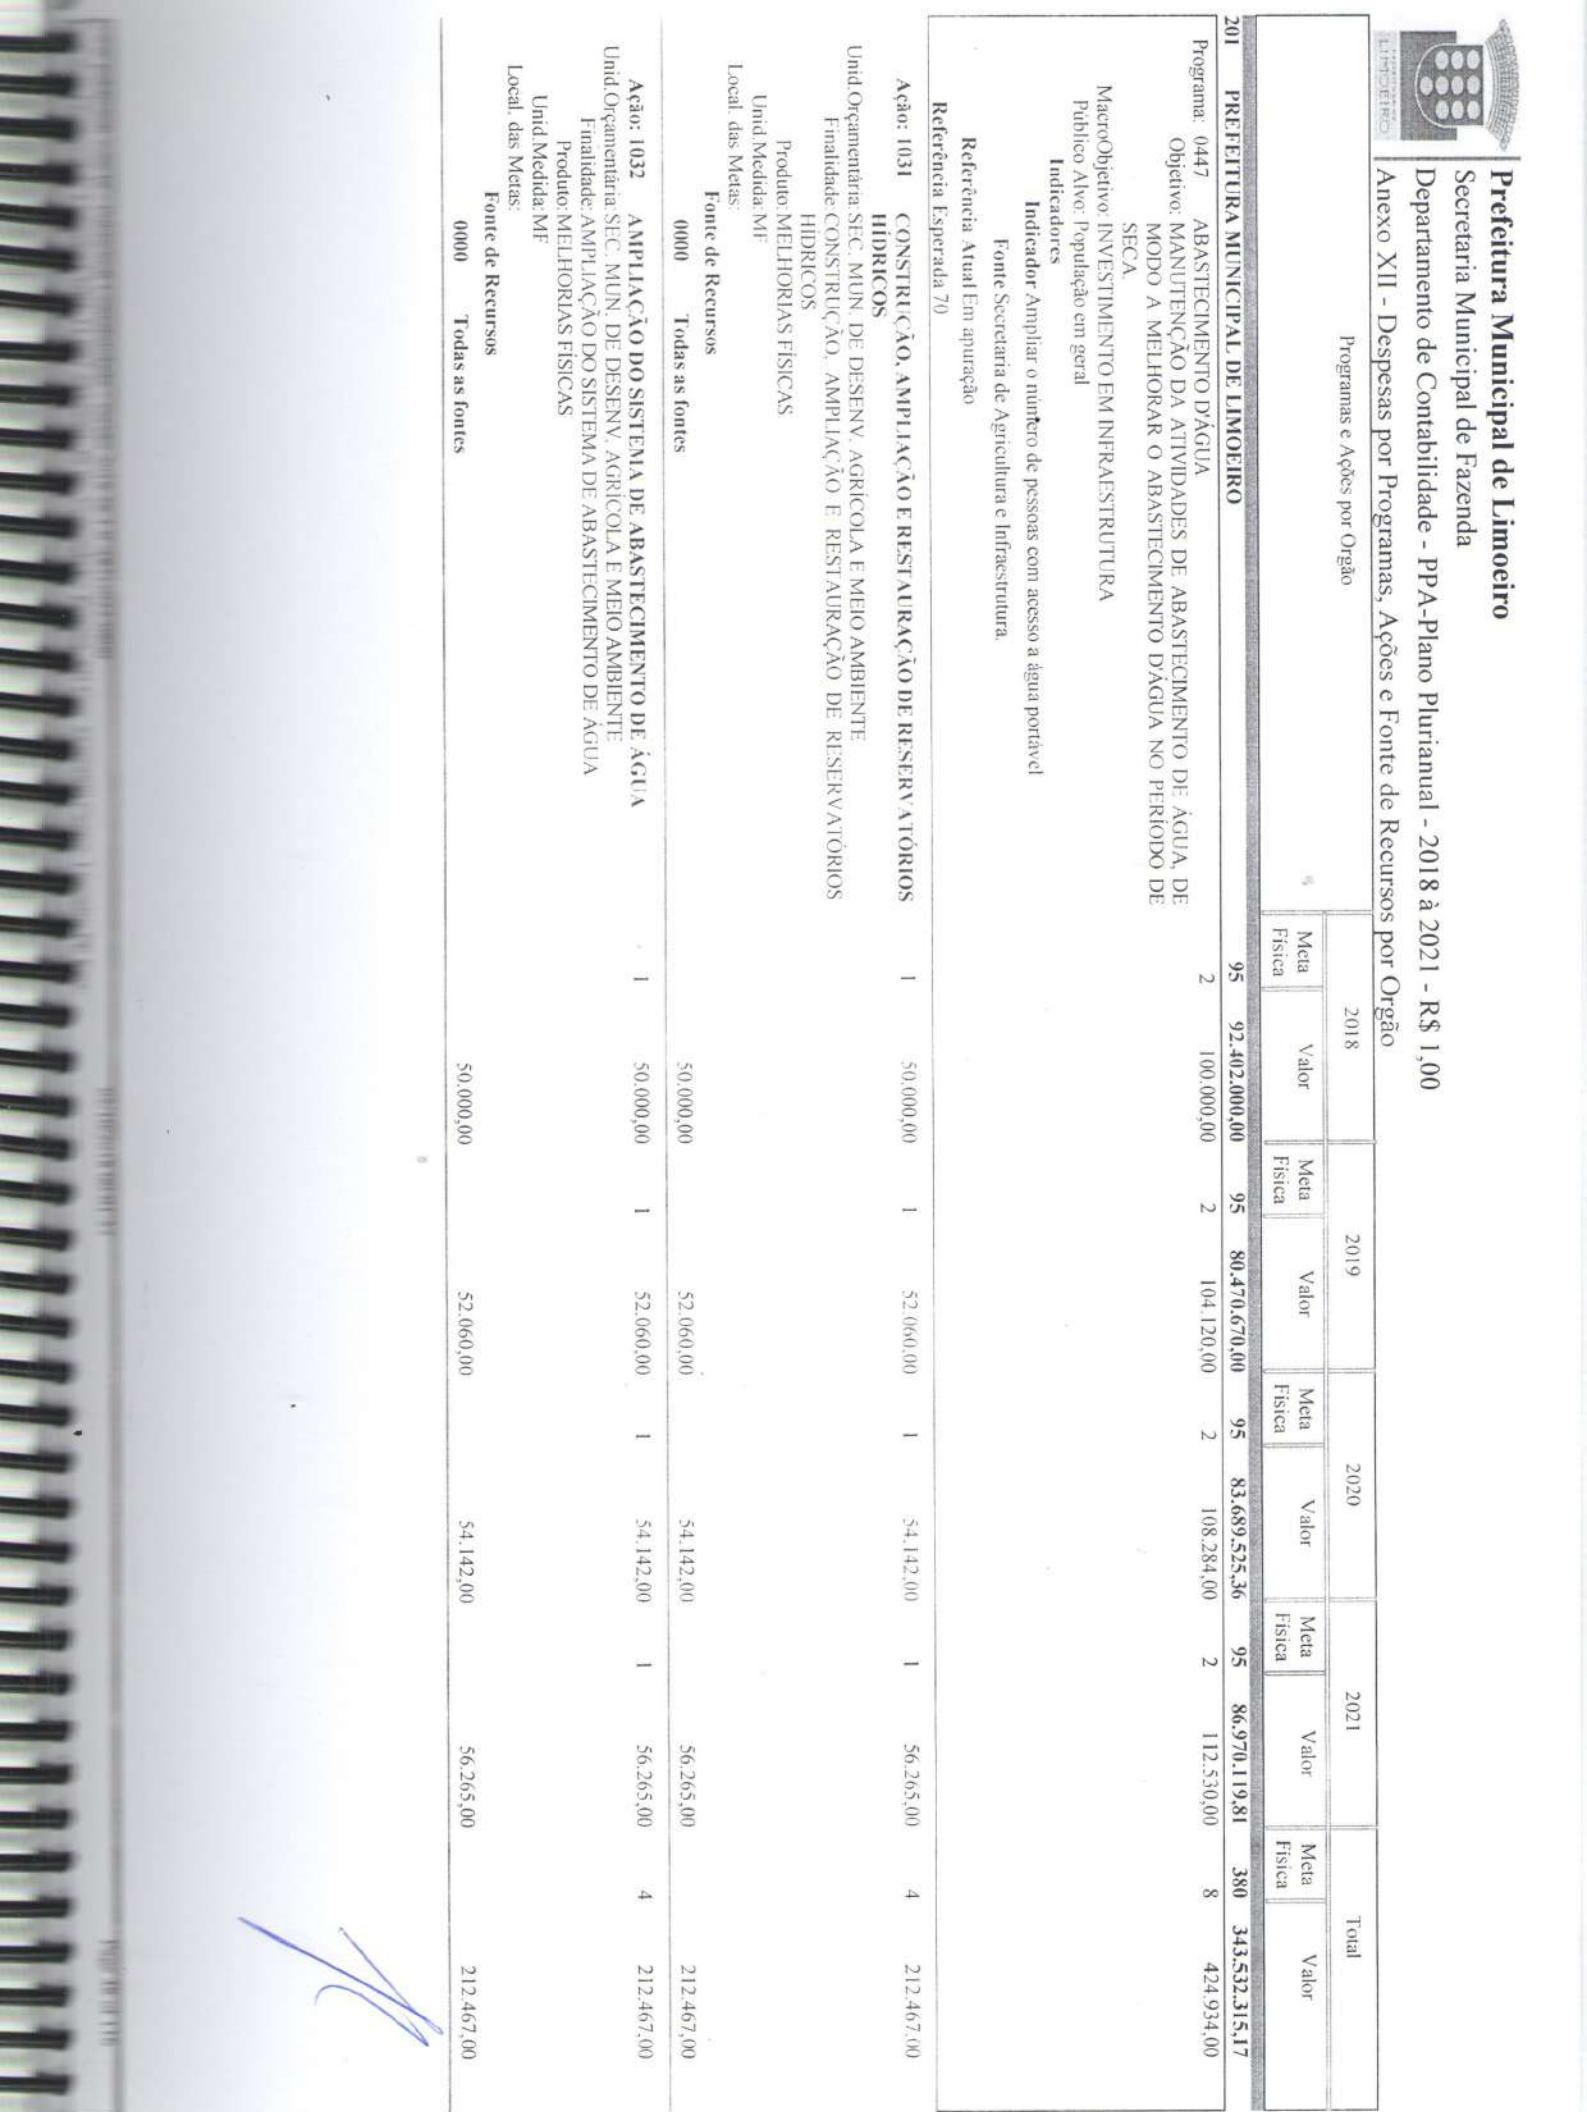 Prefeitura Municipal de Limoeiro
Secretaria Municipal de Fazenda
Departamento de Contabilidade - PPA-Plano Plurianual - 2018 à 2021 - R$ 1,00
Anexo XII - Despesas por Programas, Ações e Fonte de Recursos por Orgão
LIMOEIRO
Programas e Ações por Orgão 2018 2019 2020 2021 Total
Meta Física Valor Meta Física Valor Meta Física Valor Meta Física Valor Meta Física Valor
201 PREFEITURA MUNICIPAL DE LIMOEIRO 95 92.402.000,00 95 80.470.670,00 95 83.689.525,36 95 86.970.119,81 380 343.532.315,17
Programa: 0447 ABASTECIMENTO D'ÁGUA 2 100.000,00 2 104.120,00 2 108.284,00 2 112.530,00 8 424.934,00
Objetivo: MANUTENÇÃO DA ATIVIDADES DE ABASTECIMENTO DE ÁGUA, DE
MODO A MELHORAR O ABASTECIMENTO D'ÁGUA NO PERÍODO DE
SECA.
MacroObjetivo: INVESTIMENTO EM INFRAESTRUTURA
Público Alvo: População em geral
Indicadores
Indicador Ampliar o número de pessoas com acesso a água portável
Fonte Secretaria de Agricultura e Infraestrutura.
Referência Atual Em apuração
Referência Esperada 70
Ação: 1031 CONSTRUÇÃO, AMPLIAÇÃO E RESTAURAÇÃO DE RESERVATÓRIOS 1 50.000,00 1 52.060,00 1 54.142,00 1 56.265,00 4 212.467,00
HÍDRICOS
Unid.Orçamentária: SEC. MUN. DE DESENV. AGRÍCOLA E MEIO AMBIENTE
Finalidade: CONSTRUÇÃO, AMPLIAÇÃO E RESTAURAÇÃO DE RESERVATÓRIOS
HÍDRICOS
Produto: MELHORIAS FÍSICAS
Unid.Medida: MF
Local. das Metas:
Fonte de Recursos
0000 Todas as fontes 50.000,00 52.060,00 54.142,00 56.265,00 212.467,00
Ação: 1032 AMPLIAÇÃO DO SISTEMA DE ABASTECIMENTO DE ÁGUA 1 50.000,00 1 52.060,00 1 54.142,00 1 56.265,00 4 212.467,00
Unid.Orçamentária: SEC. MUN. DE DESENV. AGRÍCOLA E MEIO AMBIENTE
Finalidade: AMPLIAÇÃO DO SISTEMA DE ABASTECIMENTO DE ÁGUA
Produto: MELHORIAS FÍSICAS
Unid.Medida: MF
Local. das Metas:
Fonte de Recursos
0000 Todas as fontes 50.000,00 52.060,00 54.142,00 56.265,00 212.467,00